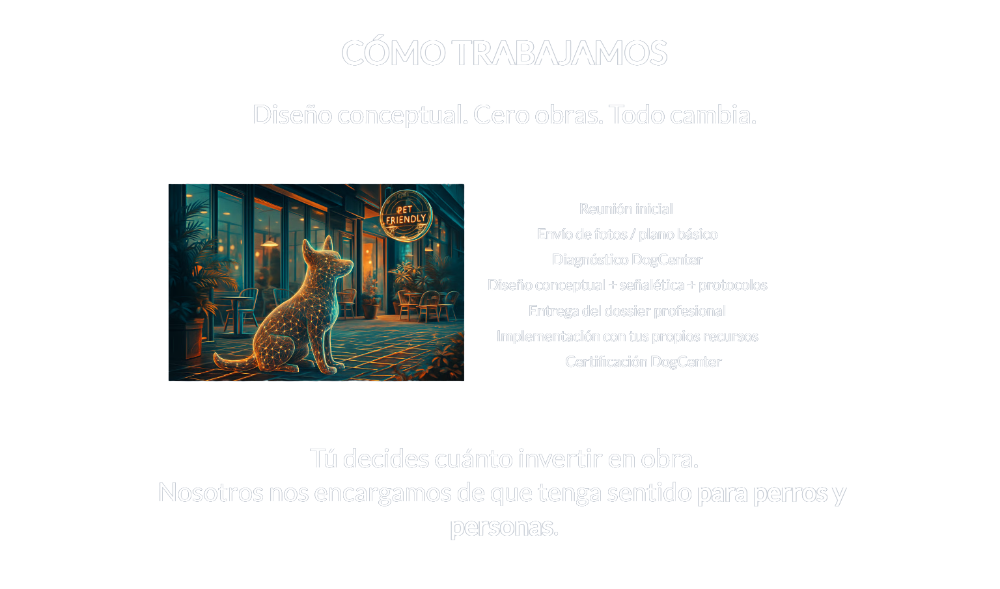 CÓMO TRABAJAMOS
Diseño conceptual. Cero obras. Todo cambia.
PET
FRIENDLY
Reunión inicial
Envío de fotos / plano básico
Diagnóstico DogCenter
Diseño conceptual + señalética + protocolos
Entrega del dossier profesional
Implementación con tus propios recursos
Certificación DogCenter
Tú decides cuánto invertir en obra.
Nosotros nos encargamos de que tenga sentido para perros y
personas.